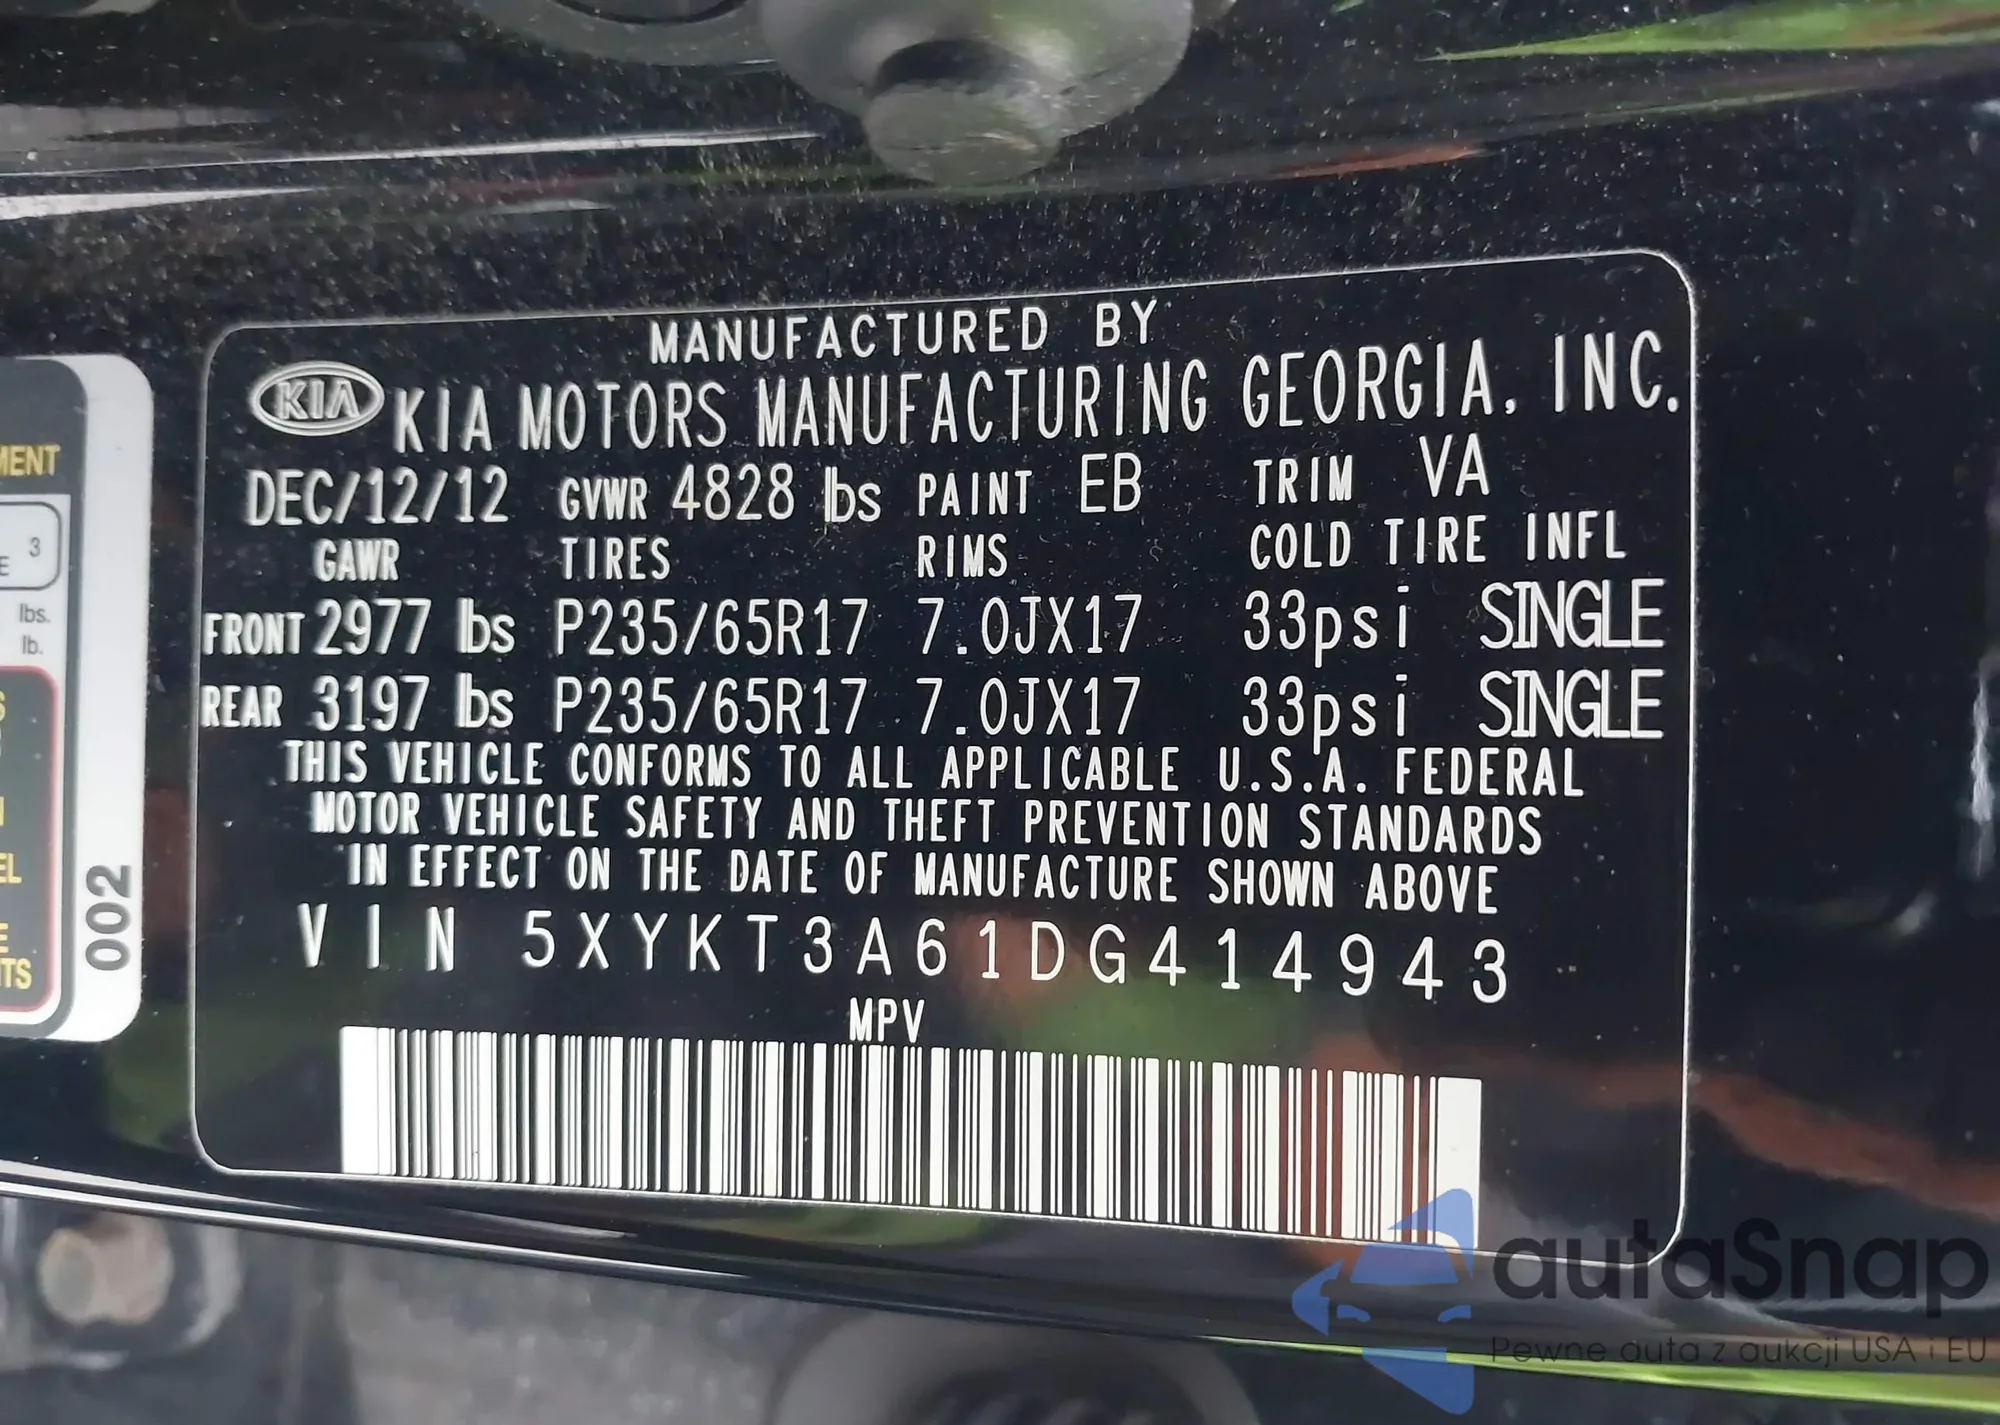 MANUFACTURED BY
KIA KIA MOTORS MANUFACTURING GEORGIA, INC.
DEC/12/12 GVWR 4828 lbs PAINT EB TRIM VA
GAWR TIRES RIMS COLD TIRE INFL
FRONT 2977 lbs P235/65R17 7.0JX17 33psi SINGLE
REAR 3197 lbs P235/65R17 7.0JX17 33psi SINGLE
THIS VEHICLE CONFORMS TO ALL APPLICABLE U.S.A. FEDERAL
MOTOR VEHICLE SAFETY AND THEFT PREVENTION STANDARDS
IN EFFECT ON THE DATE OF MANUFACTURE SHOWN ABOVE
VIN 5XYKT3A61DG414943
MPV
3
lbs.
lb.
002
autaSnap
Pewne auta z aukcji USA i EU